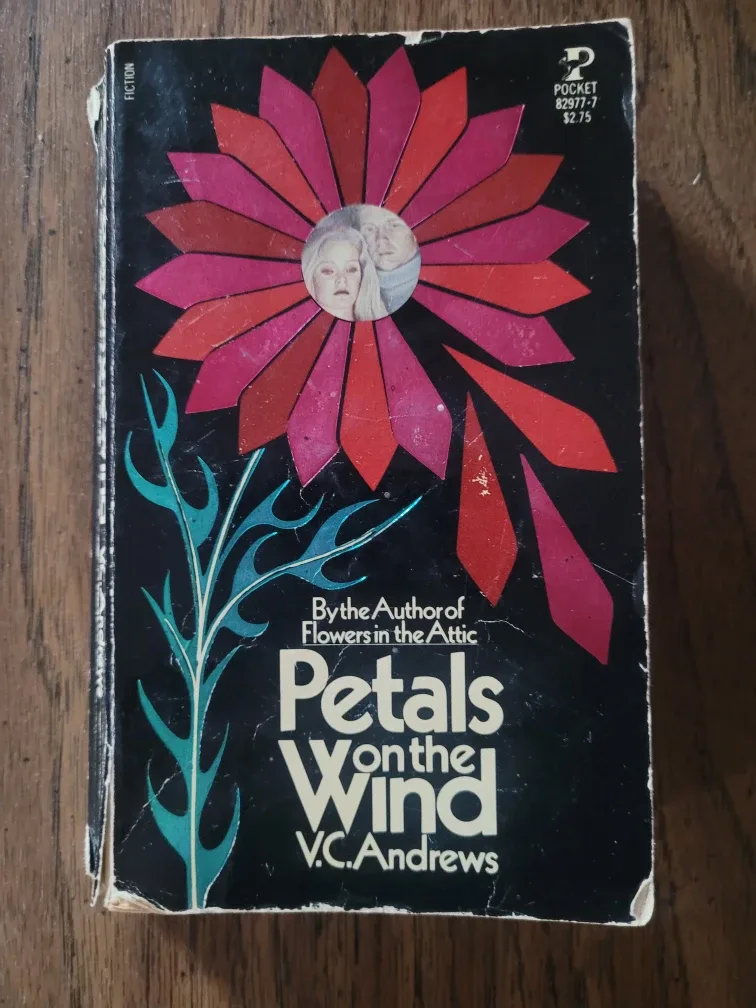 FICTION
P
POCKET
82977-7
$2.75
By the Author of
Flowers in the Attic
Petals
on the
Wind
V.C. Andrews